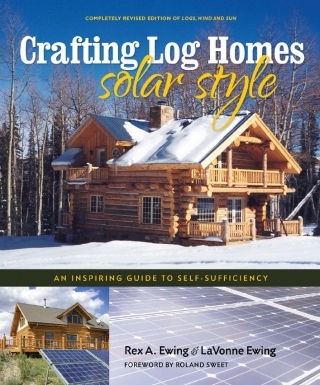 COMPLETELY REVISED EDITION OF LOGS, WIND AND SUN
Crafting Log Homes
solar style
AN INSPIRING GUIDE TO SELF-SUFFICIENCY
Rex A. Ewing & LaVonne Ewing
FOREWORD BY ROLAND SWEET